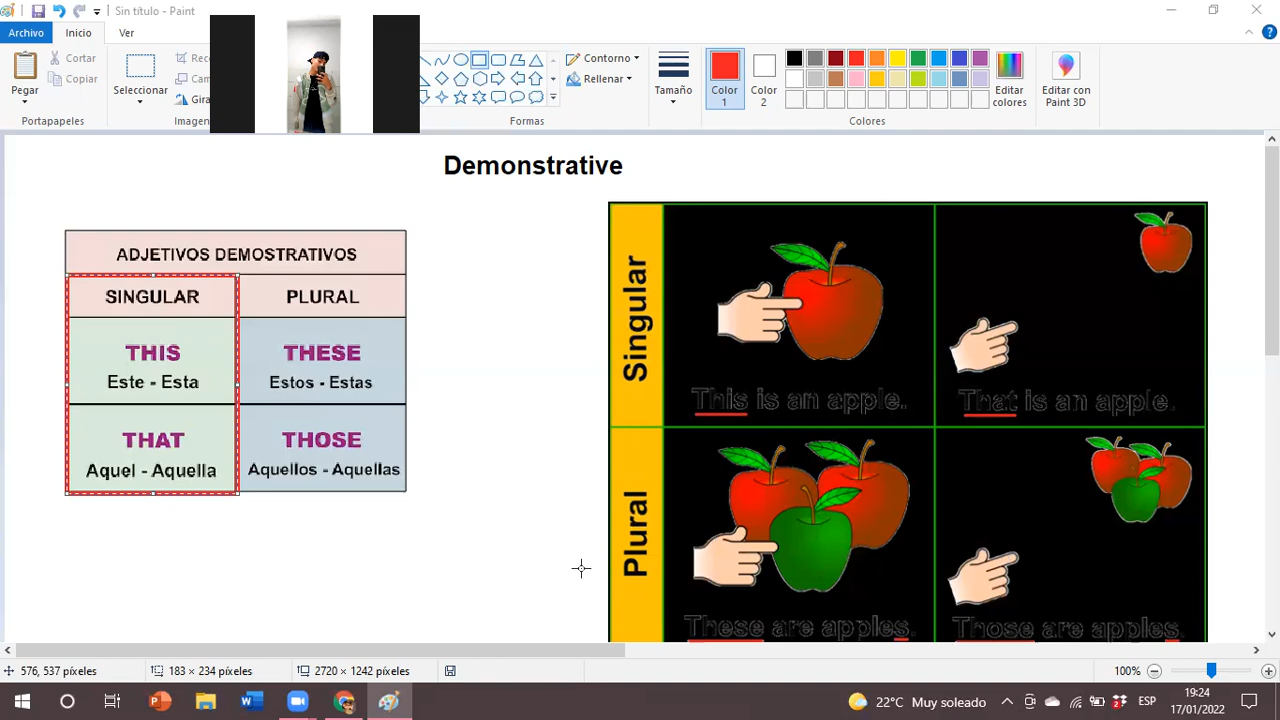 Sin título - Paint
Archivo
Inicio
Ver
Pegar
Cortar
Copiar
Portapapeles
Seleccionar
Gira
Imagen
Contorno
Rellenar
Formas
Tamaño
Color 1
Color 2
Editar colores
Editar con Paint 3D
Colores
Demonstrative
ADJETIVOS DEMOSTRATIVOS
SINGULAR PLURAL
THIS THESE
Este - Esta Estos - Estas
THAT THOSE
Aquel - Aquella Aquellos - Aquellas
Singular
This is an apple.
That is an apple.
Plural
These are apples.
Those are apples.
576, 537 píxeles
183 × 234 píxeles
2720 × 1242 píxeles
100%
22°C Muy soleado
ESP
19:24
17/01/2022